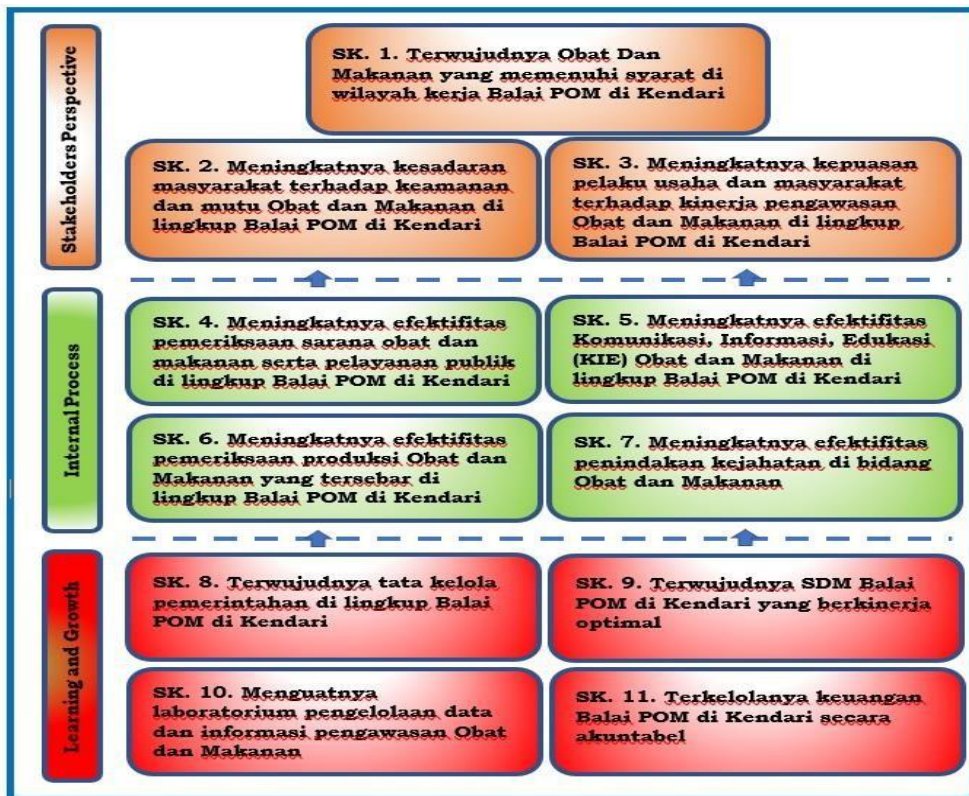 Stakeholders Perspective
SK. 1. Terwujudnya Obat Dan
Makanan yang memenuhi syarat di
wilayah kerja Balai POM di Kendari
SK. 2. Meningkatnya kesadaran
masyarakat terhadap keamanan
dan mutu Obat dan Makanan di
lingkup Balai POM di Kendari
SK. 3. Meningkatnya kepuasan
pelaku usaha dan masyarakat
terhadap kinerja pengawasan
Obat dan Makanan di lingkup
Balai POM di Kendari
Internal Process
SK. 4. Meningkatnya efektifitas
pemeriksaan sarana obat dan
makanan serta pelayanan publik
di lingkup Balai POM di Kendari
SK. 5. Meningkatnya efektifitas
Komunikasi, Informasi, Edukasi
(KIE) Obat dan Makanan di
lingkup Balai POM di Kendari
SK. 6. Meningkatnya efektifitas
pemeriksaan produksi Obat dan
Makanan yang tersebar di
lingkup Balai POM di Kendari
SK. 7. Meningkatnya efektifitas
penindakan kejahatan di bidang
Obat dan Makanan
Learning and Growth
SK. 8. Terwujudnya tata kelola
pemerintahan di lingkup Balai
POM di Kendari
SK. 9. Terwujudnya SDM Balai
POM di Kendari yang berkinerja
optimal
SK. 10. Menguatnya
laboratorium pengelolaan data
dan informasi pengawasan Obat
dan Makanan
SK. 11. Terkelolanya keuangan
Balai POM di Kendari secara
akuntabel